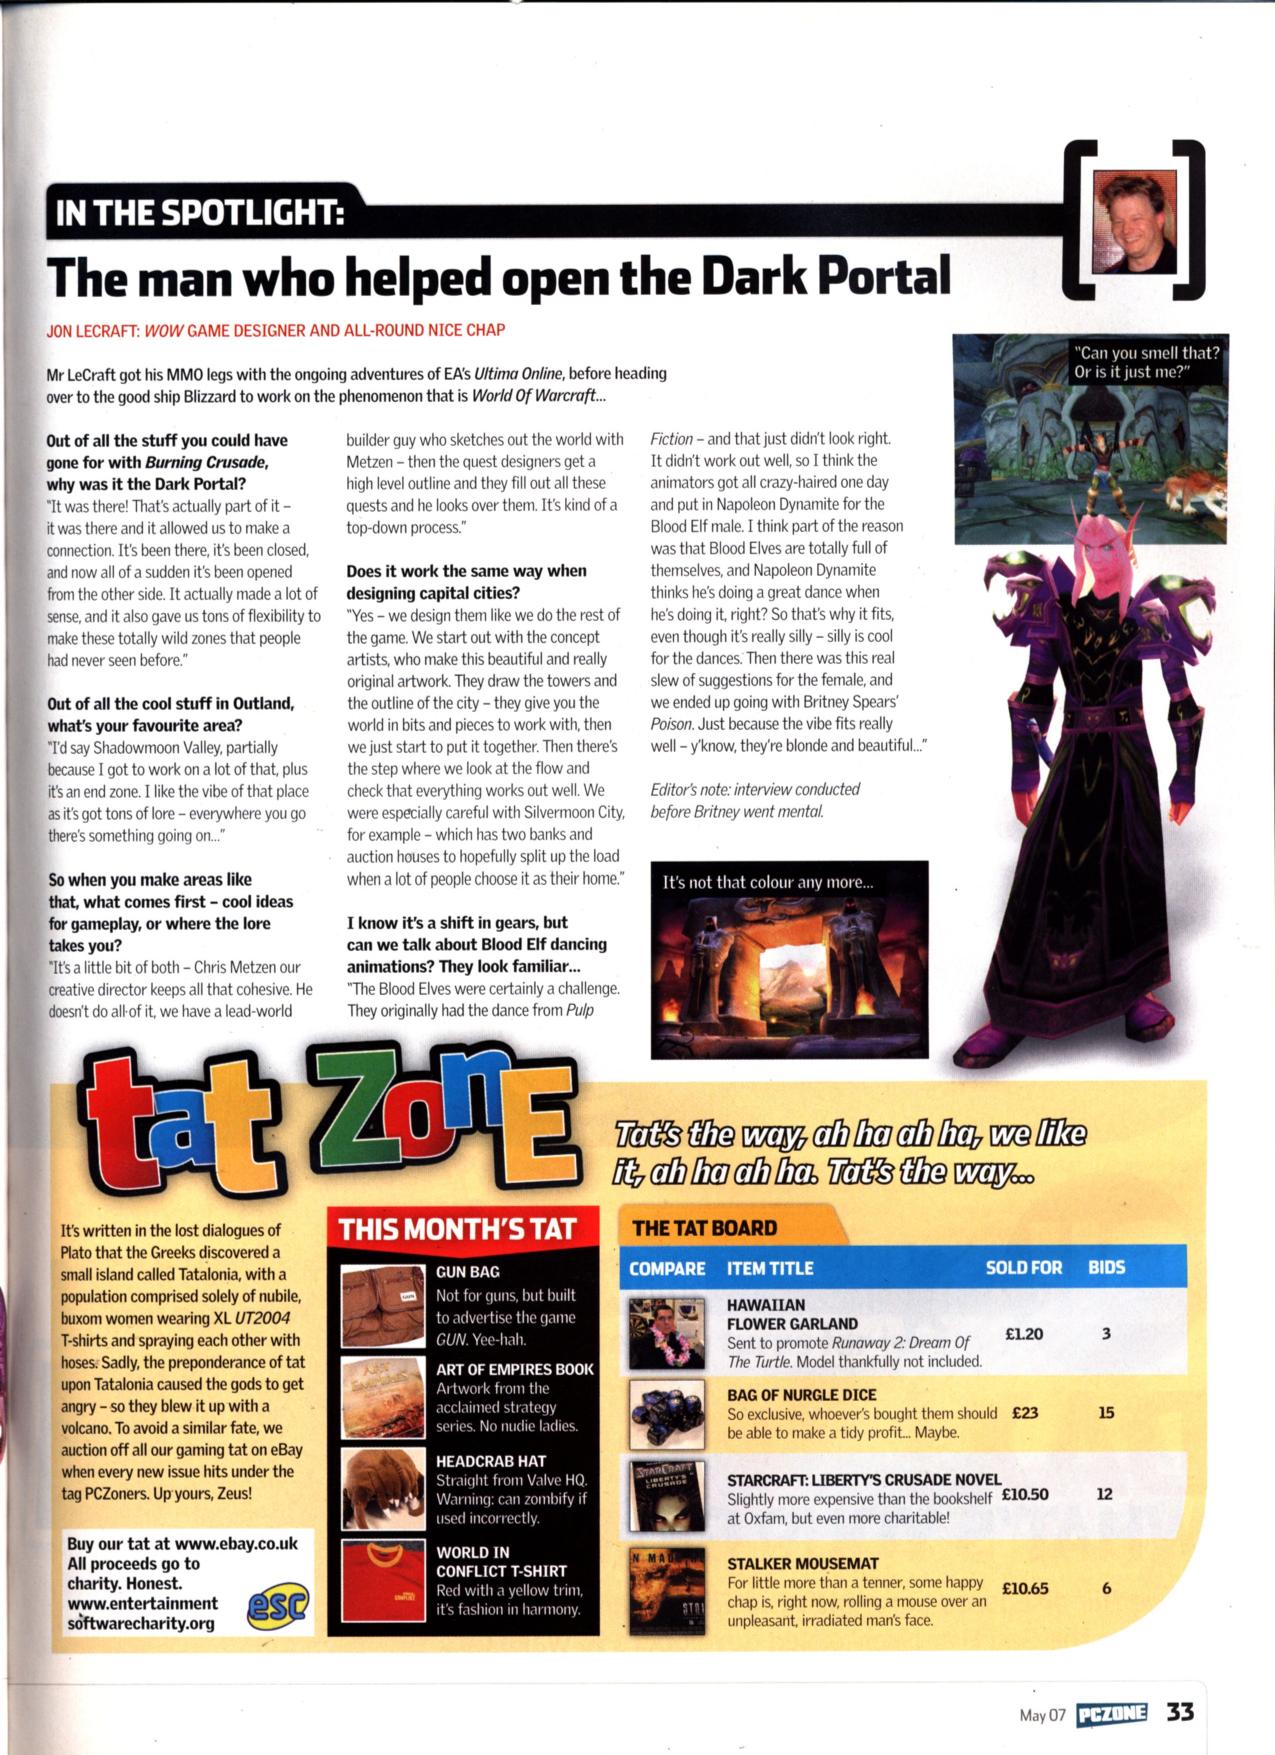 IN THE SPOTLIGHT:
The man who helped open the Dark Portal
JON LECRAFT: WOW GAME DESIGNER AND ALL-ROUND NICE CHAP
Mr LeCraft got his MMO legs with the ongoing adventures of EA's Ultima Online, before heading
over to the good ship Blizzard to work on the phenomenon that is World Of Warcraft...
Out of all the stuff you could have
gone for with Burning Crusade,
why was it the Dark Portal?
"It was there! That's actually part of it –
it was there and it allowed us to make a
connection. It's been there, it's been closed,
and now all of a sudden it's been opened
from the other side. It actually made a lot of
sense, and it also gave us tons of flexibility to
make these totally wild zones that people
had never seen before."
Out of all the cool stuff in Outland,
what's your favourite area?
"I'd say Shadowmoon Valley, partially
because I got to work on a lot of that, plus
it's an end zone. I like the vibe of that place
as it's got tons of lore – everywhere you go
there's something going on..."
So when you make areas like
that, what comes first – cool ideas
for gameplay, or where the lore
takes you?
"It's a little bit of both – Chris Metzen our
creative director keeps all that cohesive. He
doesn't do all of it, we have a lead-world
builder guy who sketches out the world with
Metzen – then the quest designers get a
high level outline and they fill out all these
quests and he looks over them. It's kind of a
top-down process."
Does it work the same way when
designing capital cities?
"Yes – we design them like we do the rest of
the game. We start out with the concept
artists, who make this beautiful and really
original artwork. They draw the towers and
the outline of the city – they give you the
world in bits and pieces to work with, then
we just start to put it together. Then there's
the step where we look at the flow and
check that everything works out well. We
were especially careful with Silvermoon City,
for example – which has two banks and
auction houses to hopefully split up the load
when a lot of people choose it as their home."
I know it's a shift in gears, but
can we talk about Blood Elf dancing
animations? They look familiar...
"The Blood Elves were certainly a challenge.
They originally had the dance from Pulp
Fiction – and that just didn't look right.
It didn't work out well, so I think the
animators got all crazy-haired one day
and put in Napoleon Dynamite for the
Blood Elf male. I think part of the reason
was that Blood Elves are totally full of
themselves, and Napoleon Dynamite
thinks he's doing a great dance when
he's doing it, right? So that's why it fits,
even though it's really silly – silly is cool
for the dances. Then there was this real
slew of suggestions for the female, and
we ended up going with Britney Spears'
Poison. Just because the vibe fits really
well – y'know, they're blonde and beautiful..."
Editor's note: interview conducted
before Britney went mental.
"Can you smell that?
Or is it just me?"
It's not that colour any more...
tat ZonE
Tat's the way, ah ha ah ha, we like
it, ah ha ah ha. Tat's the way...
It's written in the lost dialogues of
Plato that the Greeks discovered a
small island called Tatalonia, with a
population comprised solely of nubile,
buxom women wearing XL UT2004
T-shirts and spraying each other with
hoses. Sadly, the preponderance of tat
upon Tatalonia caused the gods to get
angry – so they blew it up with a
volcano. To avoid a similar fate, we
auction off all our gaming tat on eBay
when every new issue hits under the
tag PCZoners. Up yours, Zeus!
Buy our tat at www.ebay.co.uk
All proceeds go to
charity. Honest.
www.entertainment
softwarecharity.org
esc
THIS MONTH'S TAT
GUN BAG
Not for guns, but built
to advertise the game
GUN. Yee-hah.
ART OF EMPIRES BOOK
Artwork from the
acclaimed strategy
series. No nudie ladies.
HEADCRAB HAT
Straight from Valve HQ.
Warning: can zombify if
used incorrectly.
WORLD IN
CONFLICT T-SHIRT
Red with a yellow trim,
it's fashion in harmony.
THE TAT BOARD
COMPARE ITEM TITLE SOLD FOR BIDS
HAWAIIAN
FLOWER GARLAND
Sent to promote Runaway 2: Dream Of
The Turtle. Model thankfully not included.
£1.20 3
BAG OF NURGLE DICE
So exclusive, whoever's bought them should
be able to make a tidy profit... Maybe.
£23 15
STARCRAFT
LIBERTY'S
CRUSADE
STARCRAFT: LIBERTY'S CRUSADE NOVEL
Slightly more expensive than the bookshelf
at Oxfam, but even more charitable!
£10.50 12
STALKER MOUSEMAT
For little more than a tenner, some happy
chap is, right now, rolling a mouse over an
unpleasant, irradiated man's face.
£10.65 6
May 07 PCZONE 33